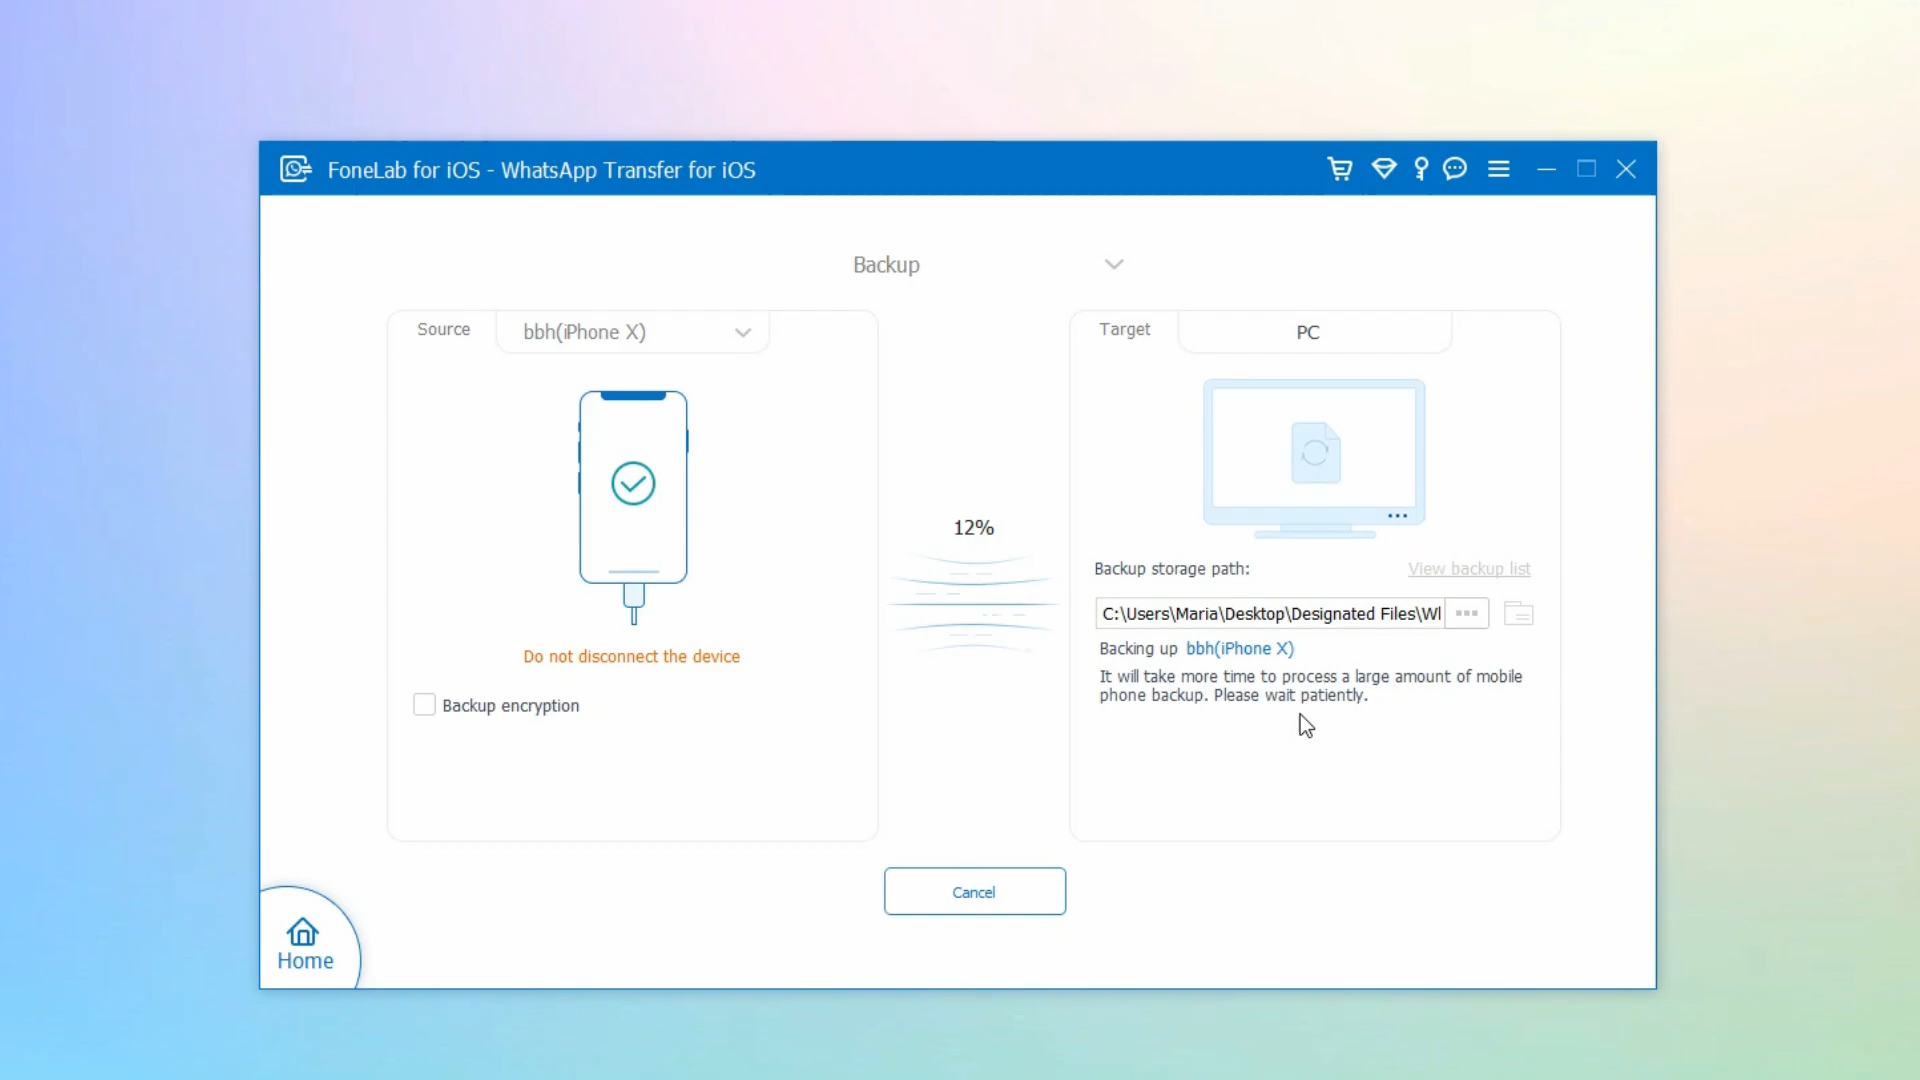 FoneLab for iOS - WhatsApp Transfer for iOS
Backup
Source
bbh(iPhone X)
Target
PC
12%
Backup storage path:
View backup list
C:\Users\Maria\Desktop\Designated Files\Wl
Backing up bbh(iPhone X)
It will take more time to process a large amount of mobile
phone backup. Please wait patiently.
Do not disconnect the device
Backup encryption
Cancel
Home